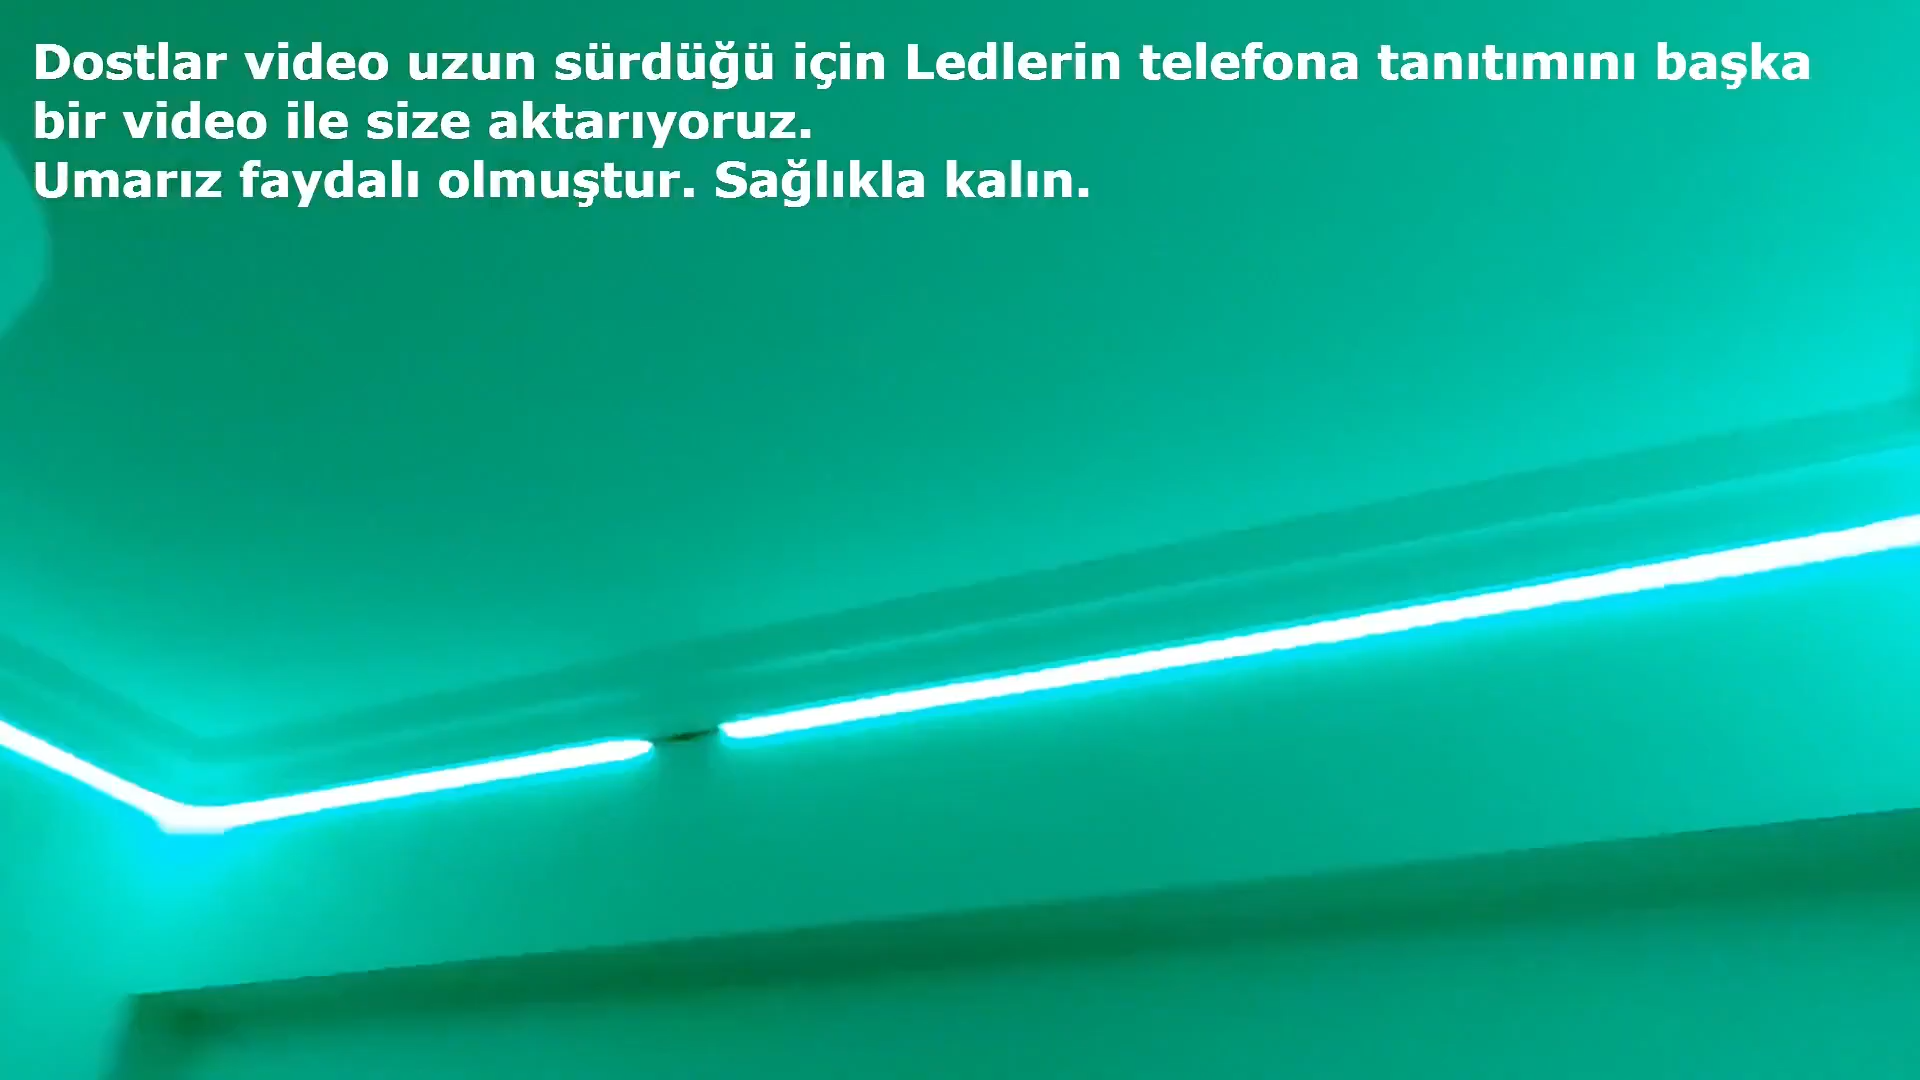 Dostlar video uzun sürdüğü için Ledlerin telefona tanıtımını başka
bir video ile size aktarıyoruz.
Umarız faydalı olmuştur. Sağlıkla kalın.